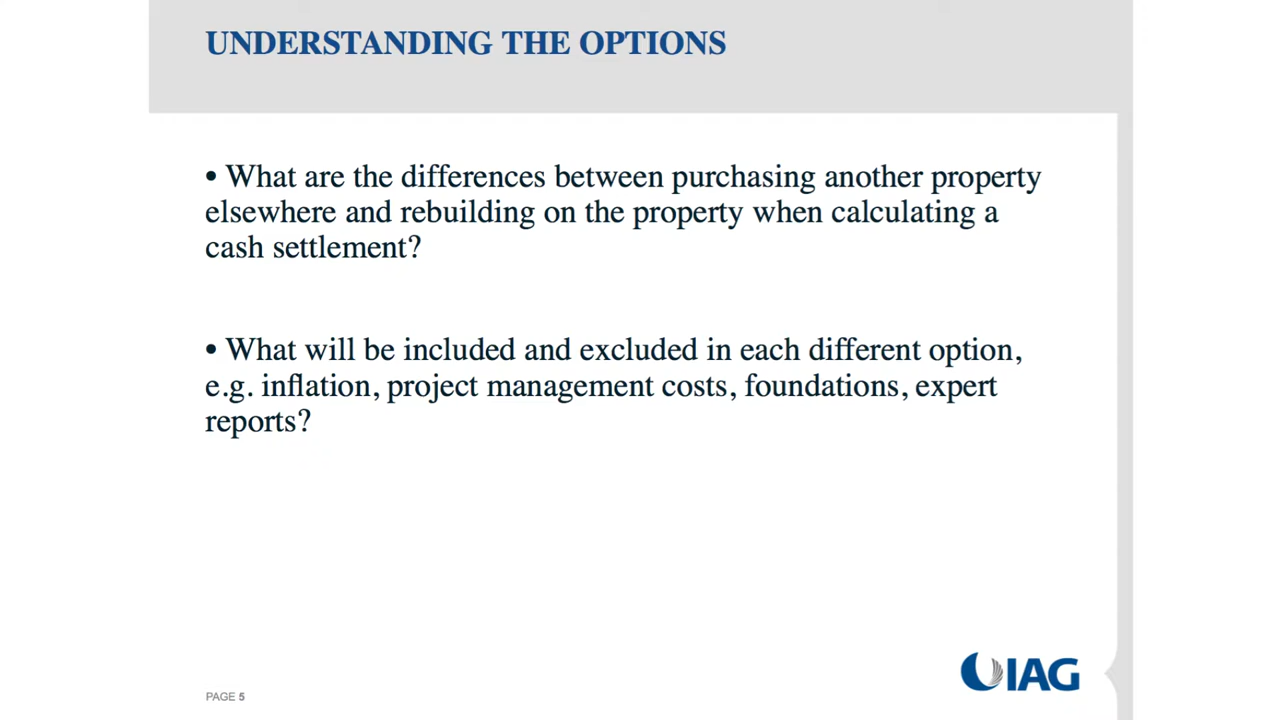 UNDERSTANDING THE OPTIONS
• What are the differences between purchasing another property
elsewhere and rebuilding on the property when calculating a
cash settlement?
• What will be included and excluded in each different option,
e.g. inflation, project management costs, foundations, expert
reports?
IAG
PAGE 5